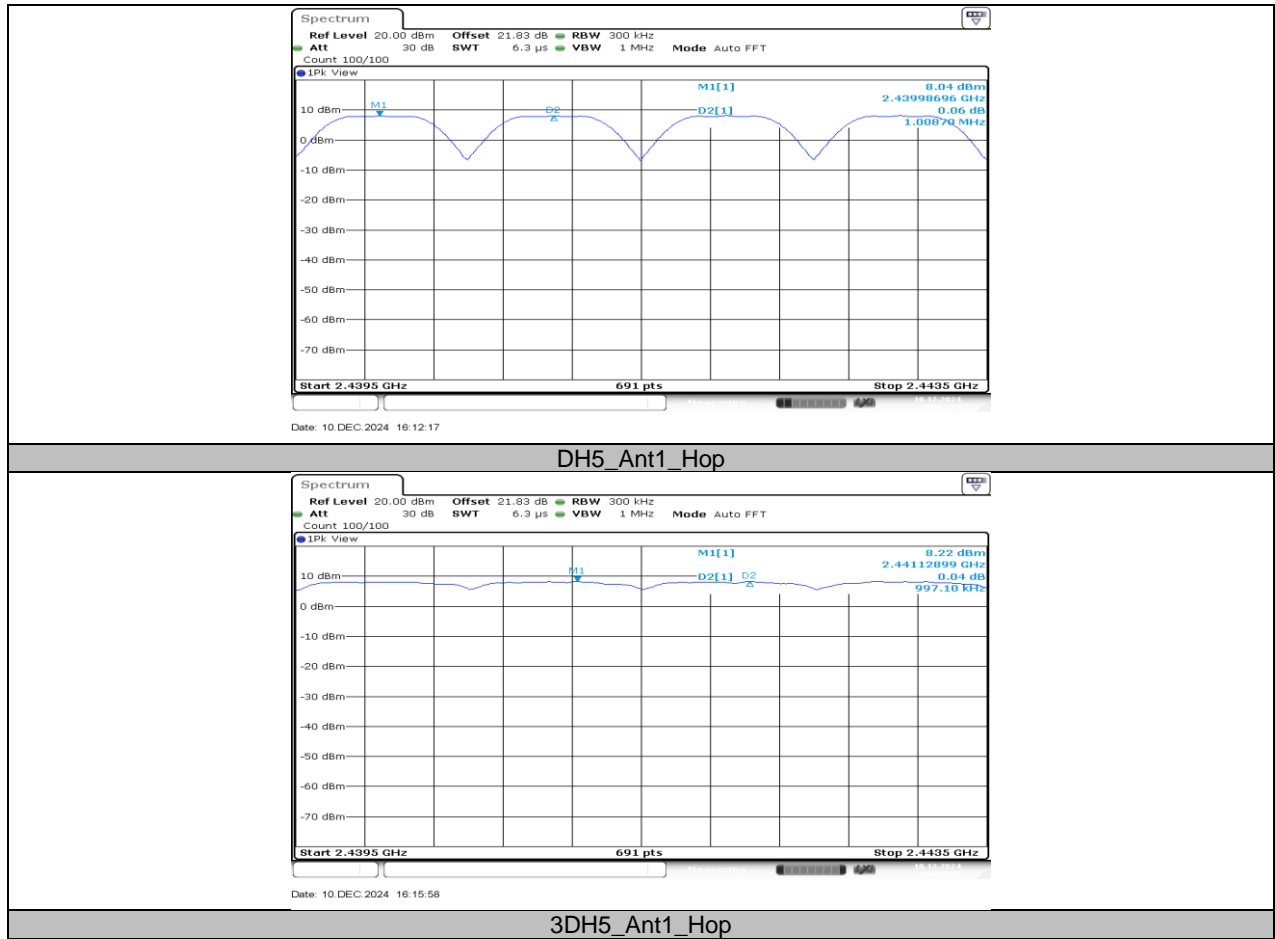 Spectrum
Ref Level 20.00 dBm Offset 21.83 dB RBW 300 kHz
Att 30 dB SWT 6.3 µs VBW 1 MHz Mode Auto FFT
Count 100/100
1Pk View
M1[1] 8.04 dBm
2.43998696 GHz
D2[1] 0.06 dB
1.00870 MHz
M1
D2
10 dBm
0 dBm
-10 dBm
-20 dBm
-30 dBm
-40 dBm
-50 dBm
-60 dBm
-70 dBm
Start 2.4395 GHz 691 pts Stop 2.4435 GHz
Date: 10.DEC.2024 16:12:17
DH5_Ant1_Hop
Spectrum
Ref Level 20.00 dBm Offset 21.83 dB RBW 300 kHz
Att 30 dB SWT 6.3 µs VBW 1 MHz Mode Auto FFT
Count 100/100
1Pk View
M1[1] 8.22 dBm
2.44112899 GHz
D2[1] 0.04 dB
997.10 kHz
M1
D2
10 dBm
0 dBm
-10 dBm
-20 dBm
-30 dBm
-40 dBm
-50 dBm
-60 dBm
-70 dBm
Start 2.4395 GHz 691 pts Stop 2.4435 GHz
Date: 10.DEC.2024 16:15:58
3DH5_Ant1_Hop